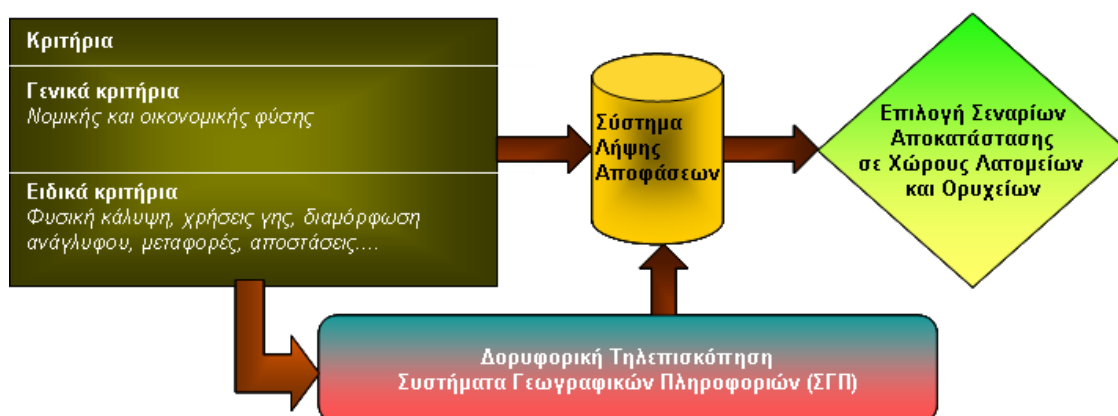 Κριτήρια
Γενικά κριτήρια
Νομικής και οικονομικής φύσης
Ειδικά κριτήρια
Φυσική κάλυψη, χρήσεις γης, διαμόρφωση
ανάγλυφου, μεταφορές, αποστάσεις....
Σύστημα
Λήψης
Αποφάσεων
Επιλογή Σεναρίων
Αποκατάστασης
σε Χώρους Λατομείων
και Ορυχείων
Δορυφορική Τηλεπισκόπηση
Συστήματα Γεωγραφικών Πληροφοριών (ΣΓΠ)